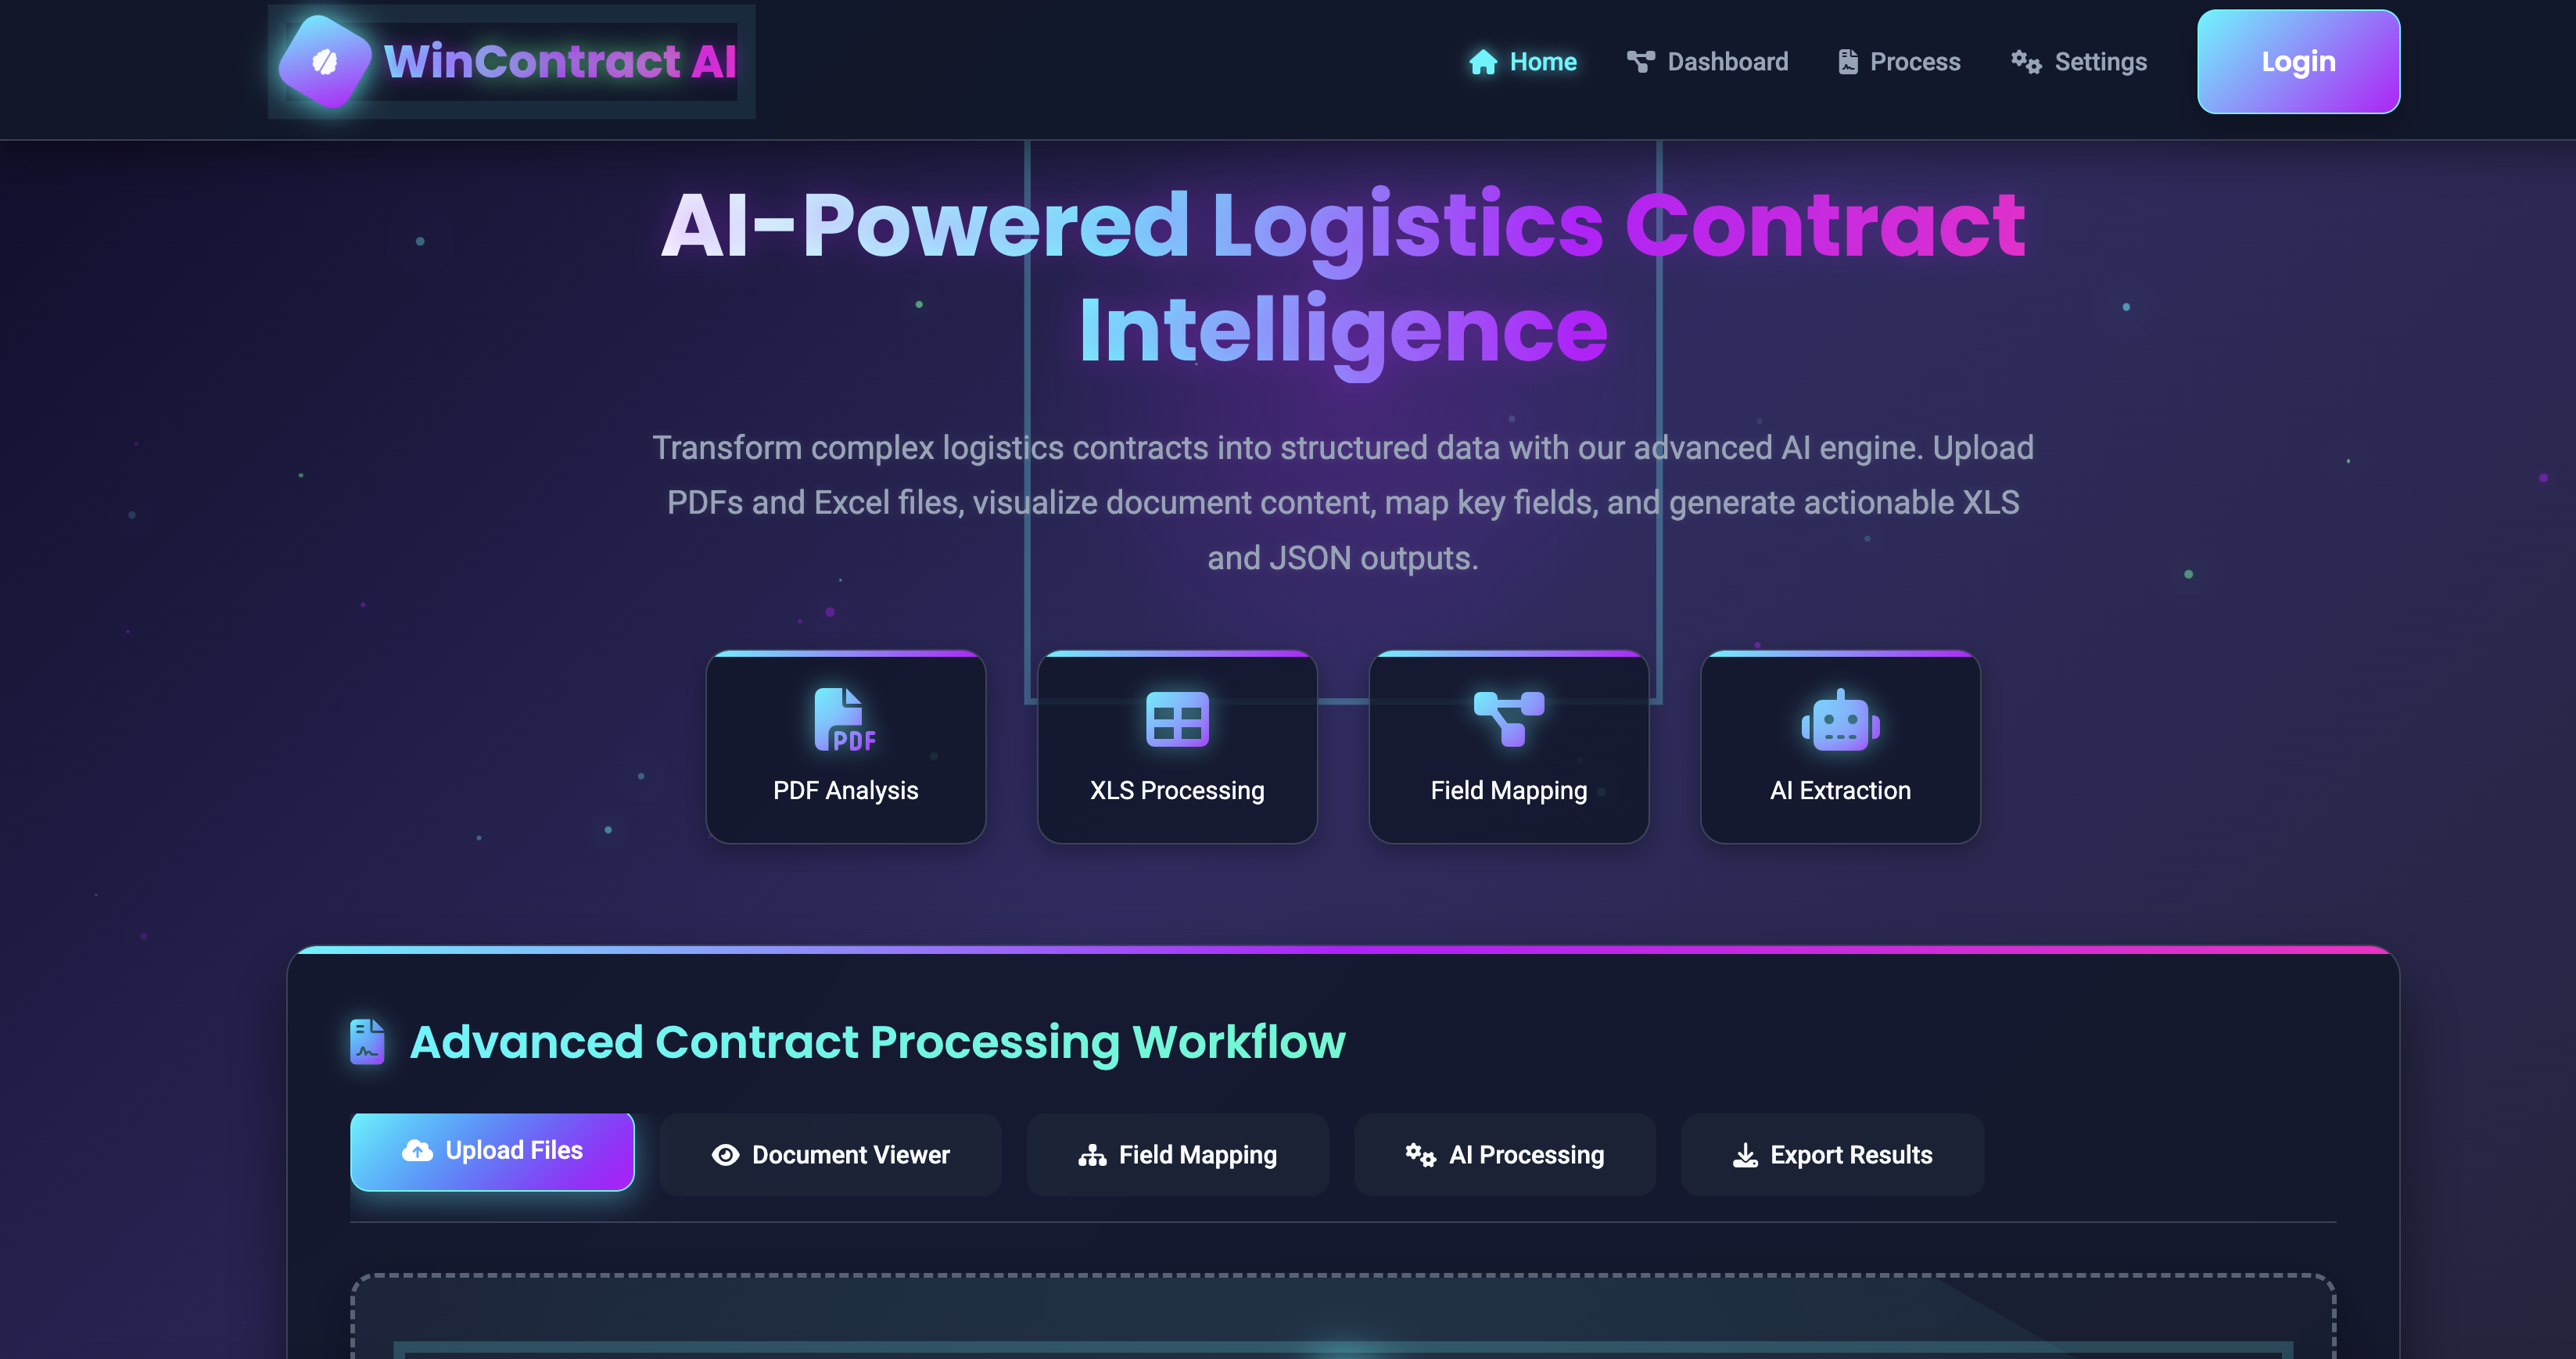 WinContract AI
Home
Dashboard
Process
Settings
Login
AI-Powered Logistics Contract
Intelligence
Transform complex logistics contracts into structured data with our advanced AI engine. Upload
PDFs and Excel files, visualize document content, map key fields, and generate actionable XLS
and JSON outputs.
PDF
PDF Analysis
XLS Processing
Field Mapping
AI Extraction
Advanced Contract Processing Workflow
Upload Files
Document Viewer
Field Mapping
AI Processing
Export Results